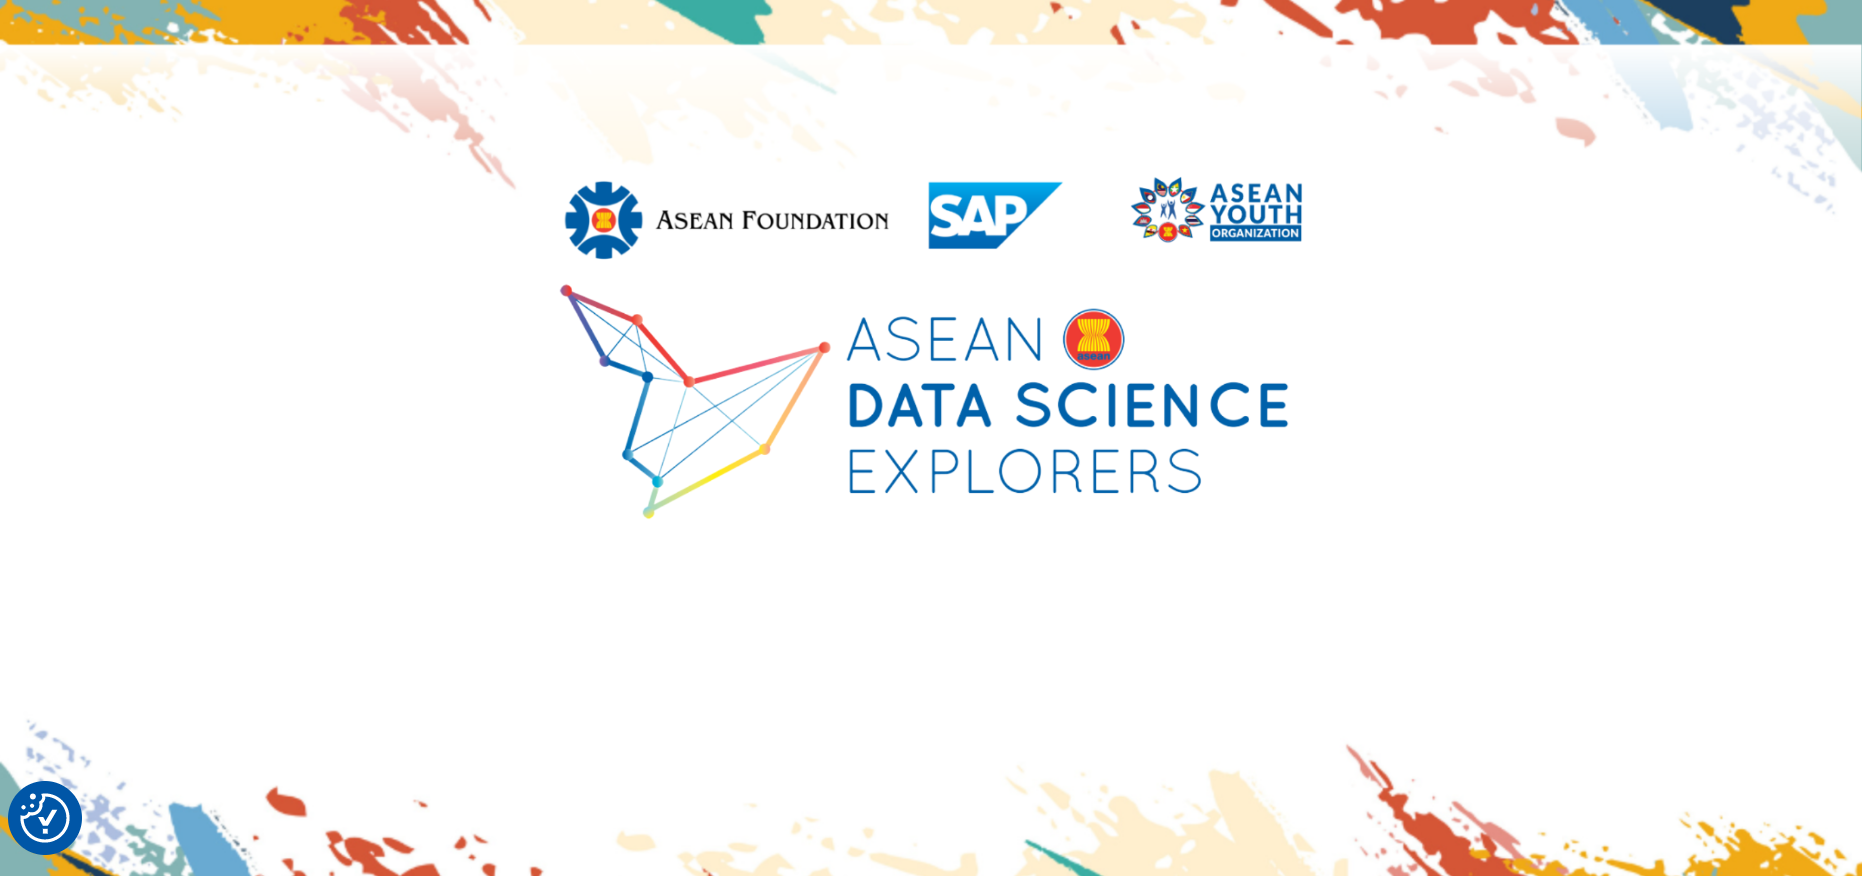 ASEAN FOUNDATION
SAP
ASEAN
YOUTH
ORGANIZATION
ASEAN
asean
DATA SCIENCE
EXPLORERS